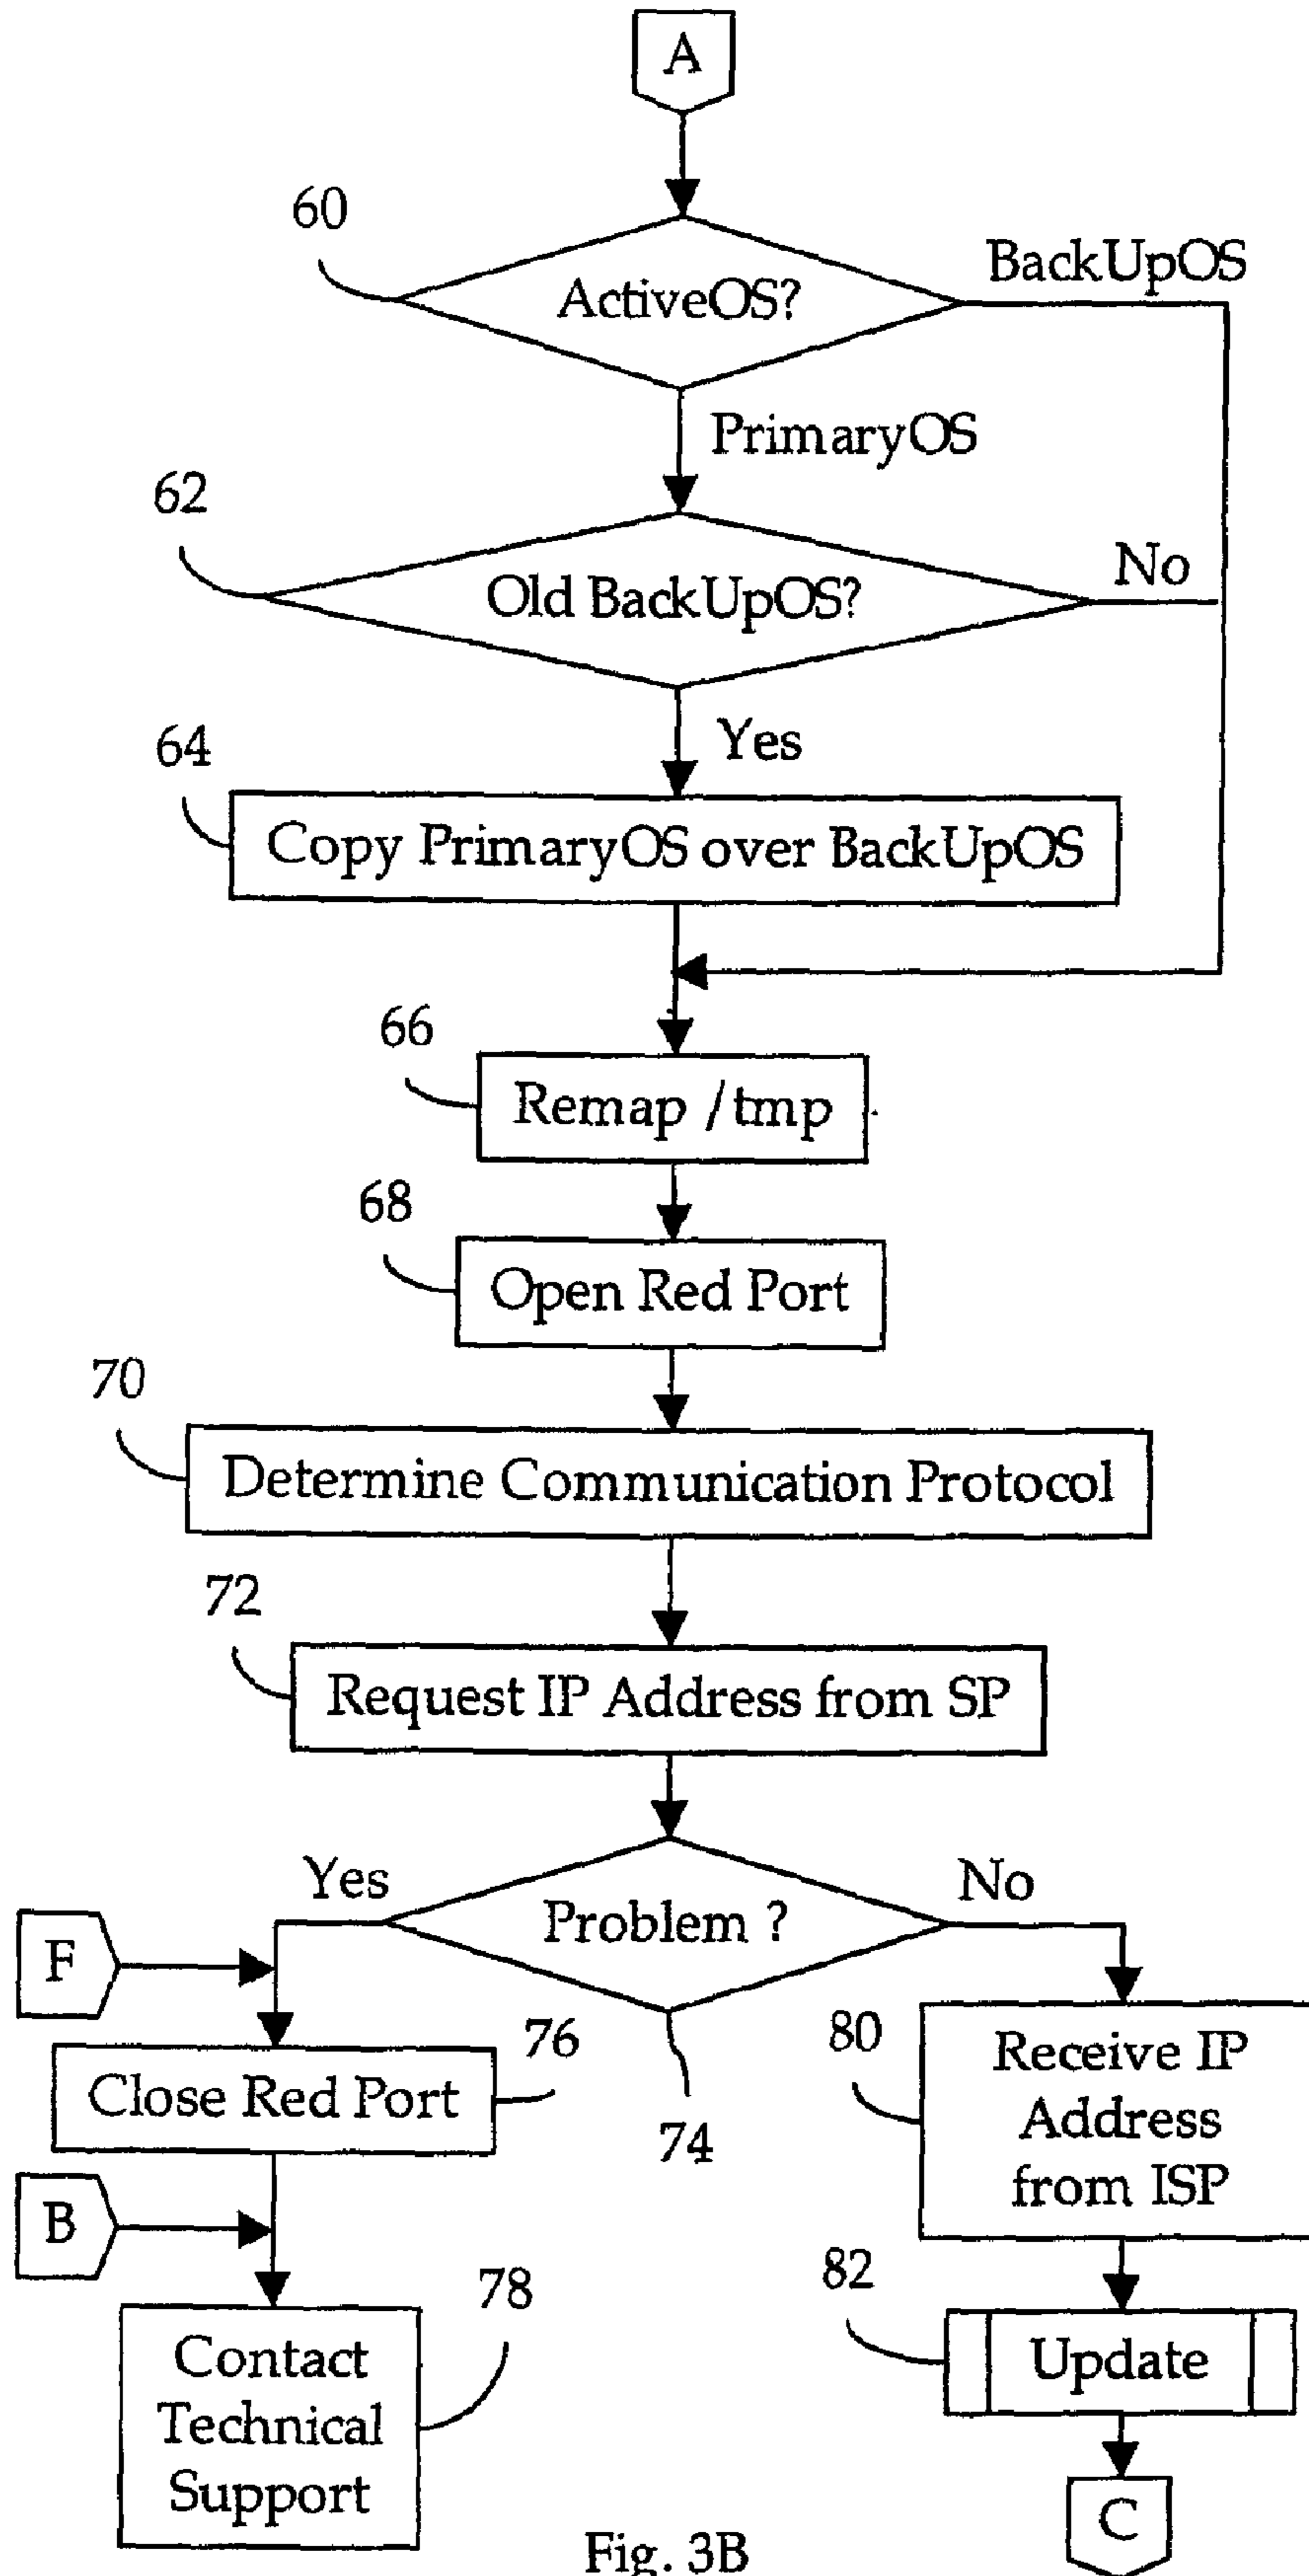 A
60
ActiveOS?
BackUpOS
PrimaryOS
62
Old BackUpOS?
No
Yes
64
Copy PrimaryOS over BackUpOS
66
Remap /tmp
68
Open Red Port
70
Determine Communication Protocol
72
Request IP Address from SP
Yes
Problem ?
No
74
F
76
Close Red Port
80
Receive IP
Address
from ISP
B
78
Contact
Technical
Support
82
Update
C
Fig. 3B